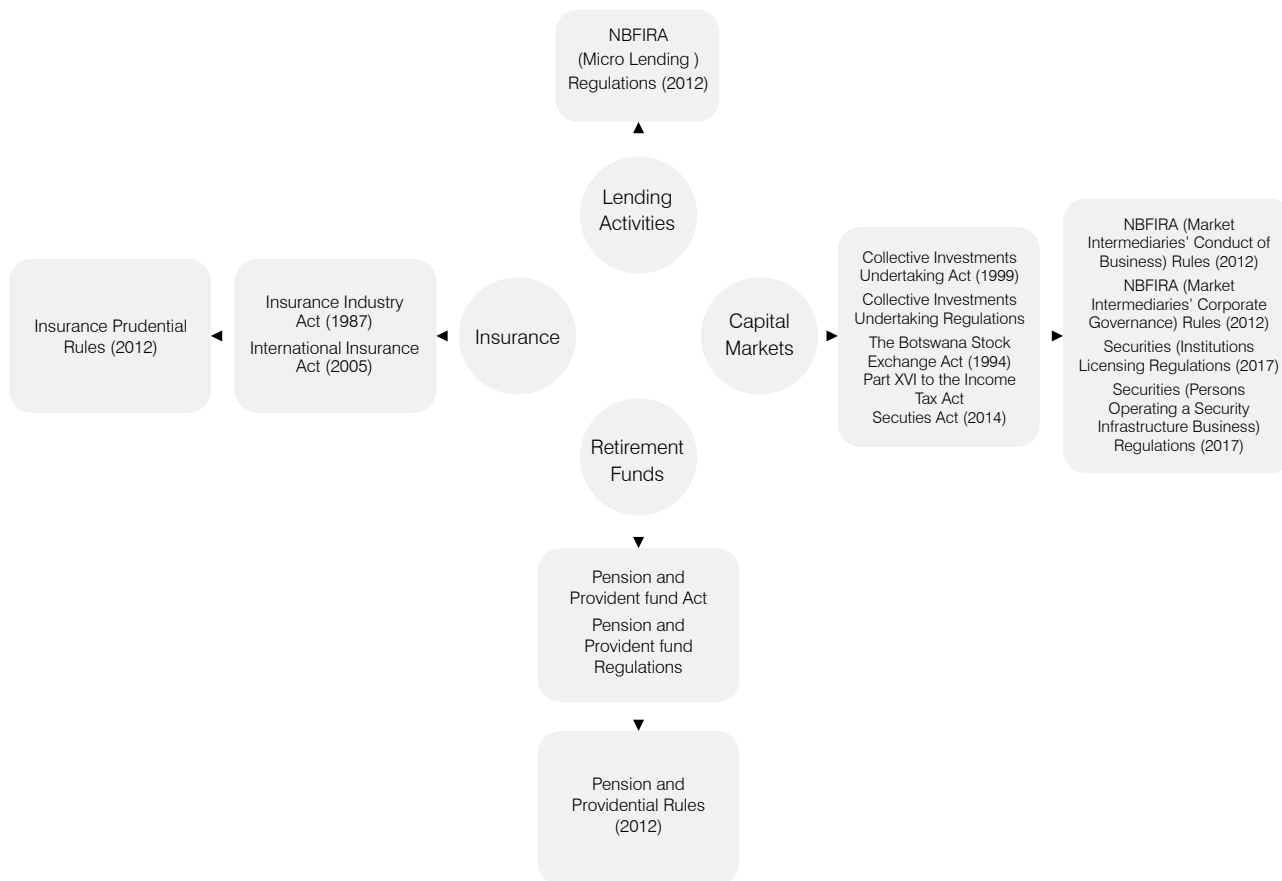 NBFIRA
(Micro Lending )
Regulations (2012)
Lending
Activities
Insurance Prudential
Rules (2012)
Insurance Industry
Act (1987)
International Insurance
Act (2005)
Insurance
Capital
Markets
Collective Investments
Undertaking Act (1999)
Collective Investments
Undertaking Regulations
The Botswana Stock
Exchange Act (1994)
Part XVI to the Income
Tax Act
Secuties Act (2014)
NBFIRA (Market
Intermediaries’ Conduct of
Business) Rules (2012)
NBFIRA (Market
Intermediaries’ Corporate
Governance) Rules (2012)
Securities (Institutions
Licensing Regulations (2017)
Securities (Persons
Operating a Security
Infrastructure Business)
Regulations (2017)
Retirement
Funds
Pension and
Provident fund Act
Pension and
Provident fund
Regulations
Pension and
Providential Rules
(2012)